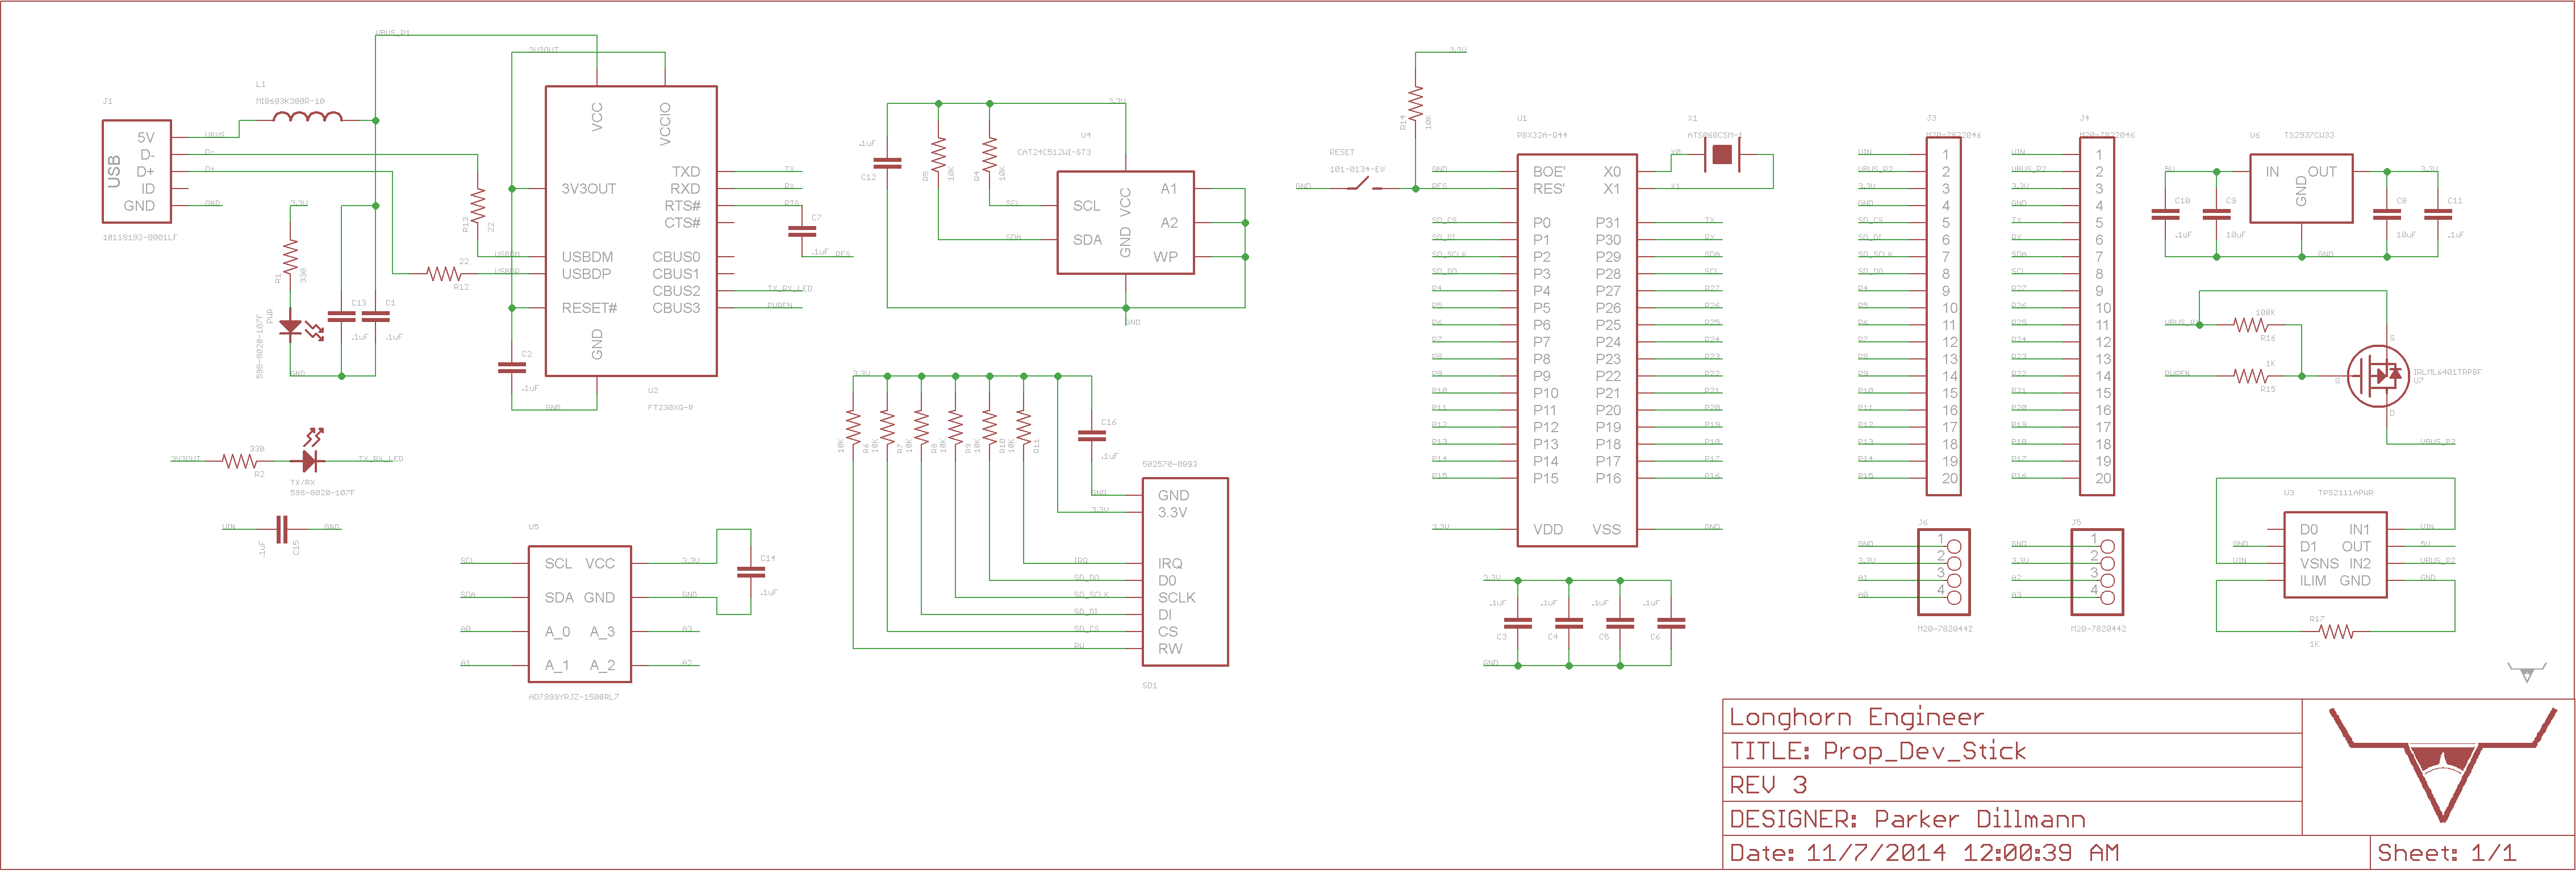 J1
USB
5V
D-
D+
ID
GND
10118193-0001LF
VBUS
D-
D+
GND
L1
MI0603K300R-10
VBUS_P1
3V3OUT
3.3V
R1
330
PWR
598-8020-107F
GND
C13
.1uF
C1
.1uF
R13
22
22
R12
USBDM
USBDP
VCC
VCCIO
3V3OUT
USBDM
USBDP
RESET#
GND
TXD
RXD
RTS#
CTS#
CBUS0
CBUS1
CBUS2
CBUS3
U2
FT230XQ-R
C2
.1uF
GND
TX
RX
RTS
C7
.1uF
RES
TX_RX_LED
PWREN
3V3OUT
330
R2
TX/RX
598-8020-107F
TX_RX_LED
VIN
.1uF
C15
GND
U5
SCL VCC
SDA GND
A_0 A_3
A_1 A_2
AD7999YRJZ-1500RL7
SCL
SDA
A0
A1
3.3V
GND
A3
A2
C14
.1uF
.1uF
C12
R5
10K
R4
10K
3.3V
U4
CAT24C512WI-GT3
SCL
SDA
SCL
SDA
GND VCC
A1
A2
WP
GND
3.3V
10K
R6
10K
R7
10K
R8
10K
R9
10K
R10
10K
R11
C16
.1uF
502570-0893
GND
3.3V
IRQ
SD_DO
SD_SCLK
SD_DI
SD_CS
RW
GND
3.3V
IRQ
DO
SCLK
DI
CS
RW
SD1
3.3V
R14
10K
RESET
101-0134-EV
GND
U1
P8X32A-Q44
X1
ATS060CSM-1
X0
X1
GND
RES
SD_CS
SD_DI
SD_SCLK
SD_DO
P4
P5
P6
P7
P8
P9
P10
P11
P12
P13
P14
P15
3.3V
BOE' X0
RES' X1
P0 P31
P1 P30
P2 P29
P3 P28
P4 P27
P5 P26
P6 P25
P7 P24
P8 P23
P9 P22
P10 P21
P11 P20
P12 P19
P13 P18
P14 P17
P15 P16
VDD VSS
TX
RX
SDA
SCL
P27
P26
P25
P24
P23
P22
P21
P20
P19
P18
P17
P16
GND
3.3V
.1uF
.1uF
.1uF
.1uF
C3
C4
C5
C6
GND
J3
M20-7822046
VIN 1
VBUS_P2 2
3.3V 3
GND 4
SD_CS 5
SD_DI 6
SD_SCLK 7
SD_DO 8
P4 9
P5 10
P6 11
P7 12
P8 13
P9 14
P10 15
P11 16
P12 17
P13 18
P14 19
P15 20
J4
M20-7822046
VIN 1
VBUS_P2 2
3.3V 3
GND 4
TX 5
RX 6
SDA 7
SCL 8
P27 9
P26 10
P25 11
P24 12
P23 13
P22 14
P21 15
P20 16
P19 17
P18 18
P17 19
P16 20
J6
GND 1
3.3V 2
A1 3
A0 4
M20-7820442
J5
GND 1
3.3V 2
A2 3
A3 4
M20-7820442
U6
TS2937CW33
5V
IN OUT
GND
3.3V
C10
.1uF
C9
10uF
C8
10uF
C11
.1uF
GND
100K
R16
1K
R15
PWREN
S
G
D
IRLML6401TRPBF
U7
VBUS_P2
U3
TPS2111APWR
D0 IN1
D1 OUT
VSNS IN2
ILIM GND
GND
VIN
VIN
5V
VBUS_P2
GND
R17
1K
Longhorn Engineer
TITLE: Prop_Dev_Stick
REV 3
DESIGNER: Parker Dillmann
Date: 11/7/2014 12:00:39 AM
Sheet: 1/1